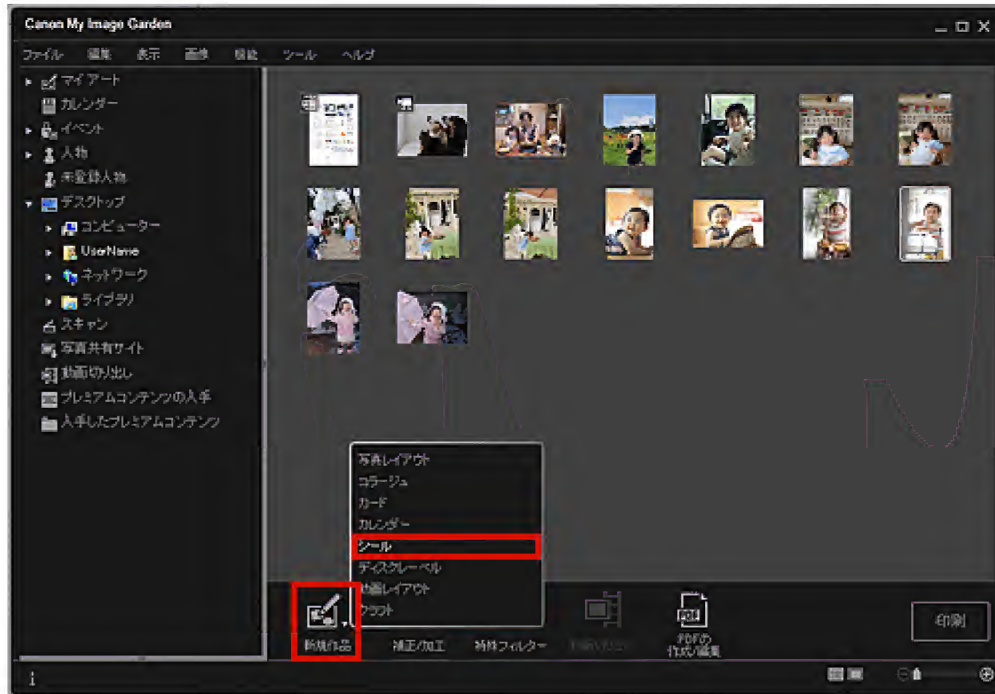 Canon My Image Garden
ファイル 編集 表示 画像 機能 ツール ヘルプ
マイアート
カレンダー
イベント
人物
未登録人物
デスクトップ
コンピューター
UserName
ネットワーク
ライブラリ
スキャン
写真共有サイト
動画切り出し
プレミアムコンテンツの入手
入手したプレミアムコンテンツ
写真レイアウト
コラージュ
カード
カレンダー
シール
ディスクレーベル
動画レイアウト
クラフト
新規作品
補正/加工
特殊フィルター
PDFの
作成/編集
印刷